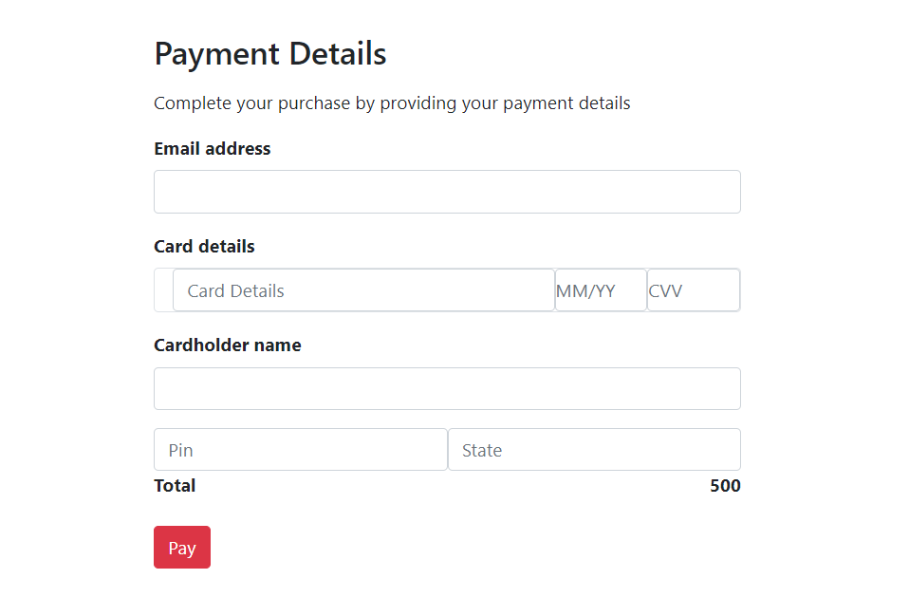 Payment Details
Complete your purchase by providing your payment details
Email address
Card details
Card Details MM/YY CVV
Cardholder name
Pin State
Total 500
Pay